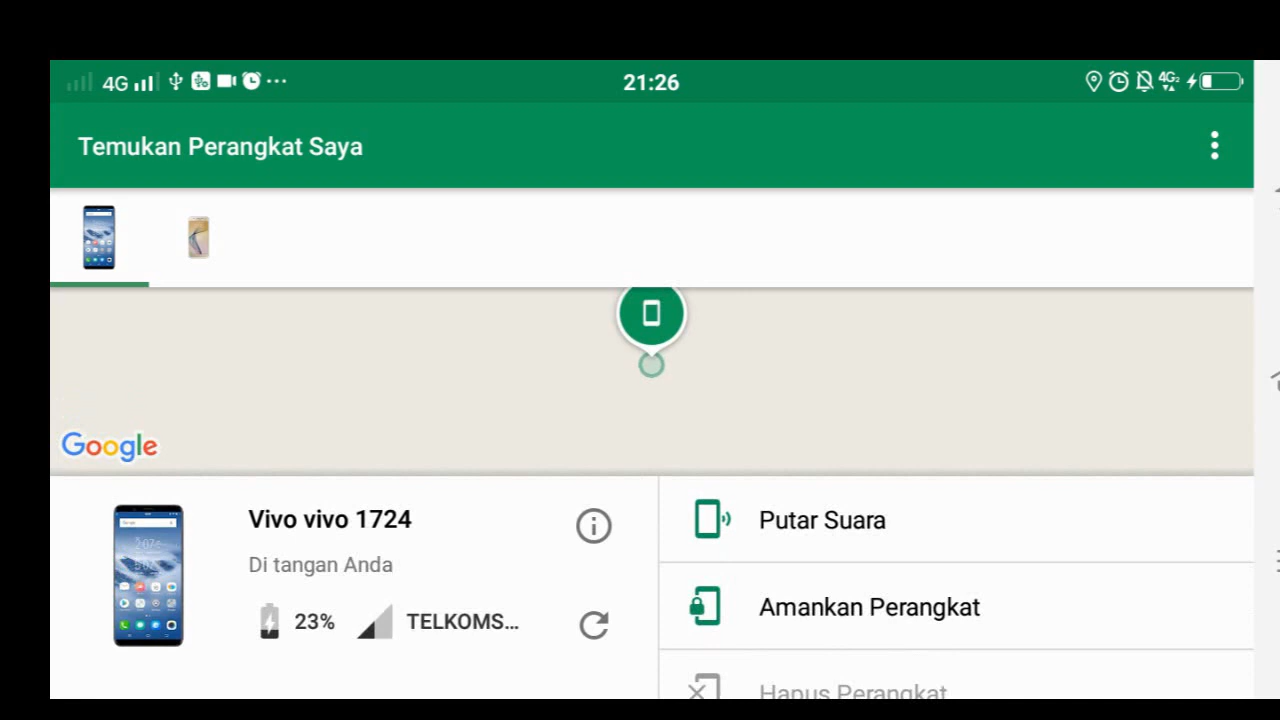 4G 21:26 4G²
Temukan Perangkat Saya
Google
Vivo vivo 1724
Di tangan Anda
23% TELKOMS...
Putar Suara
Amankan Perangkat
Hapus Perangkat